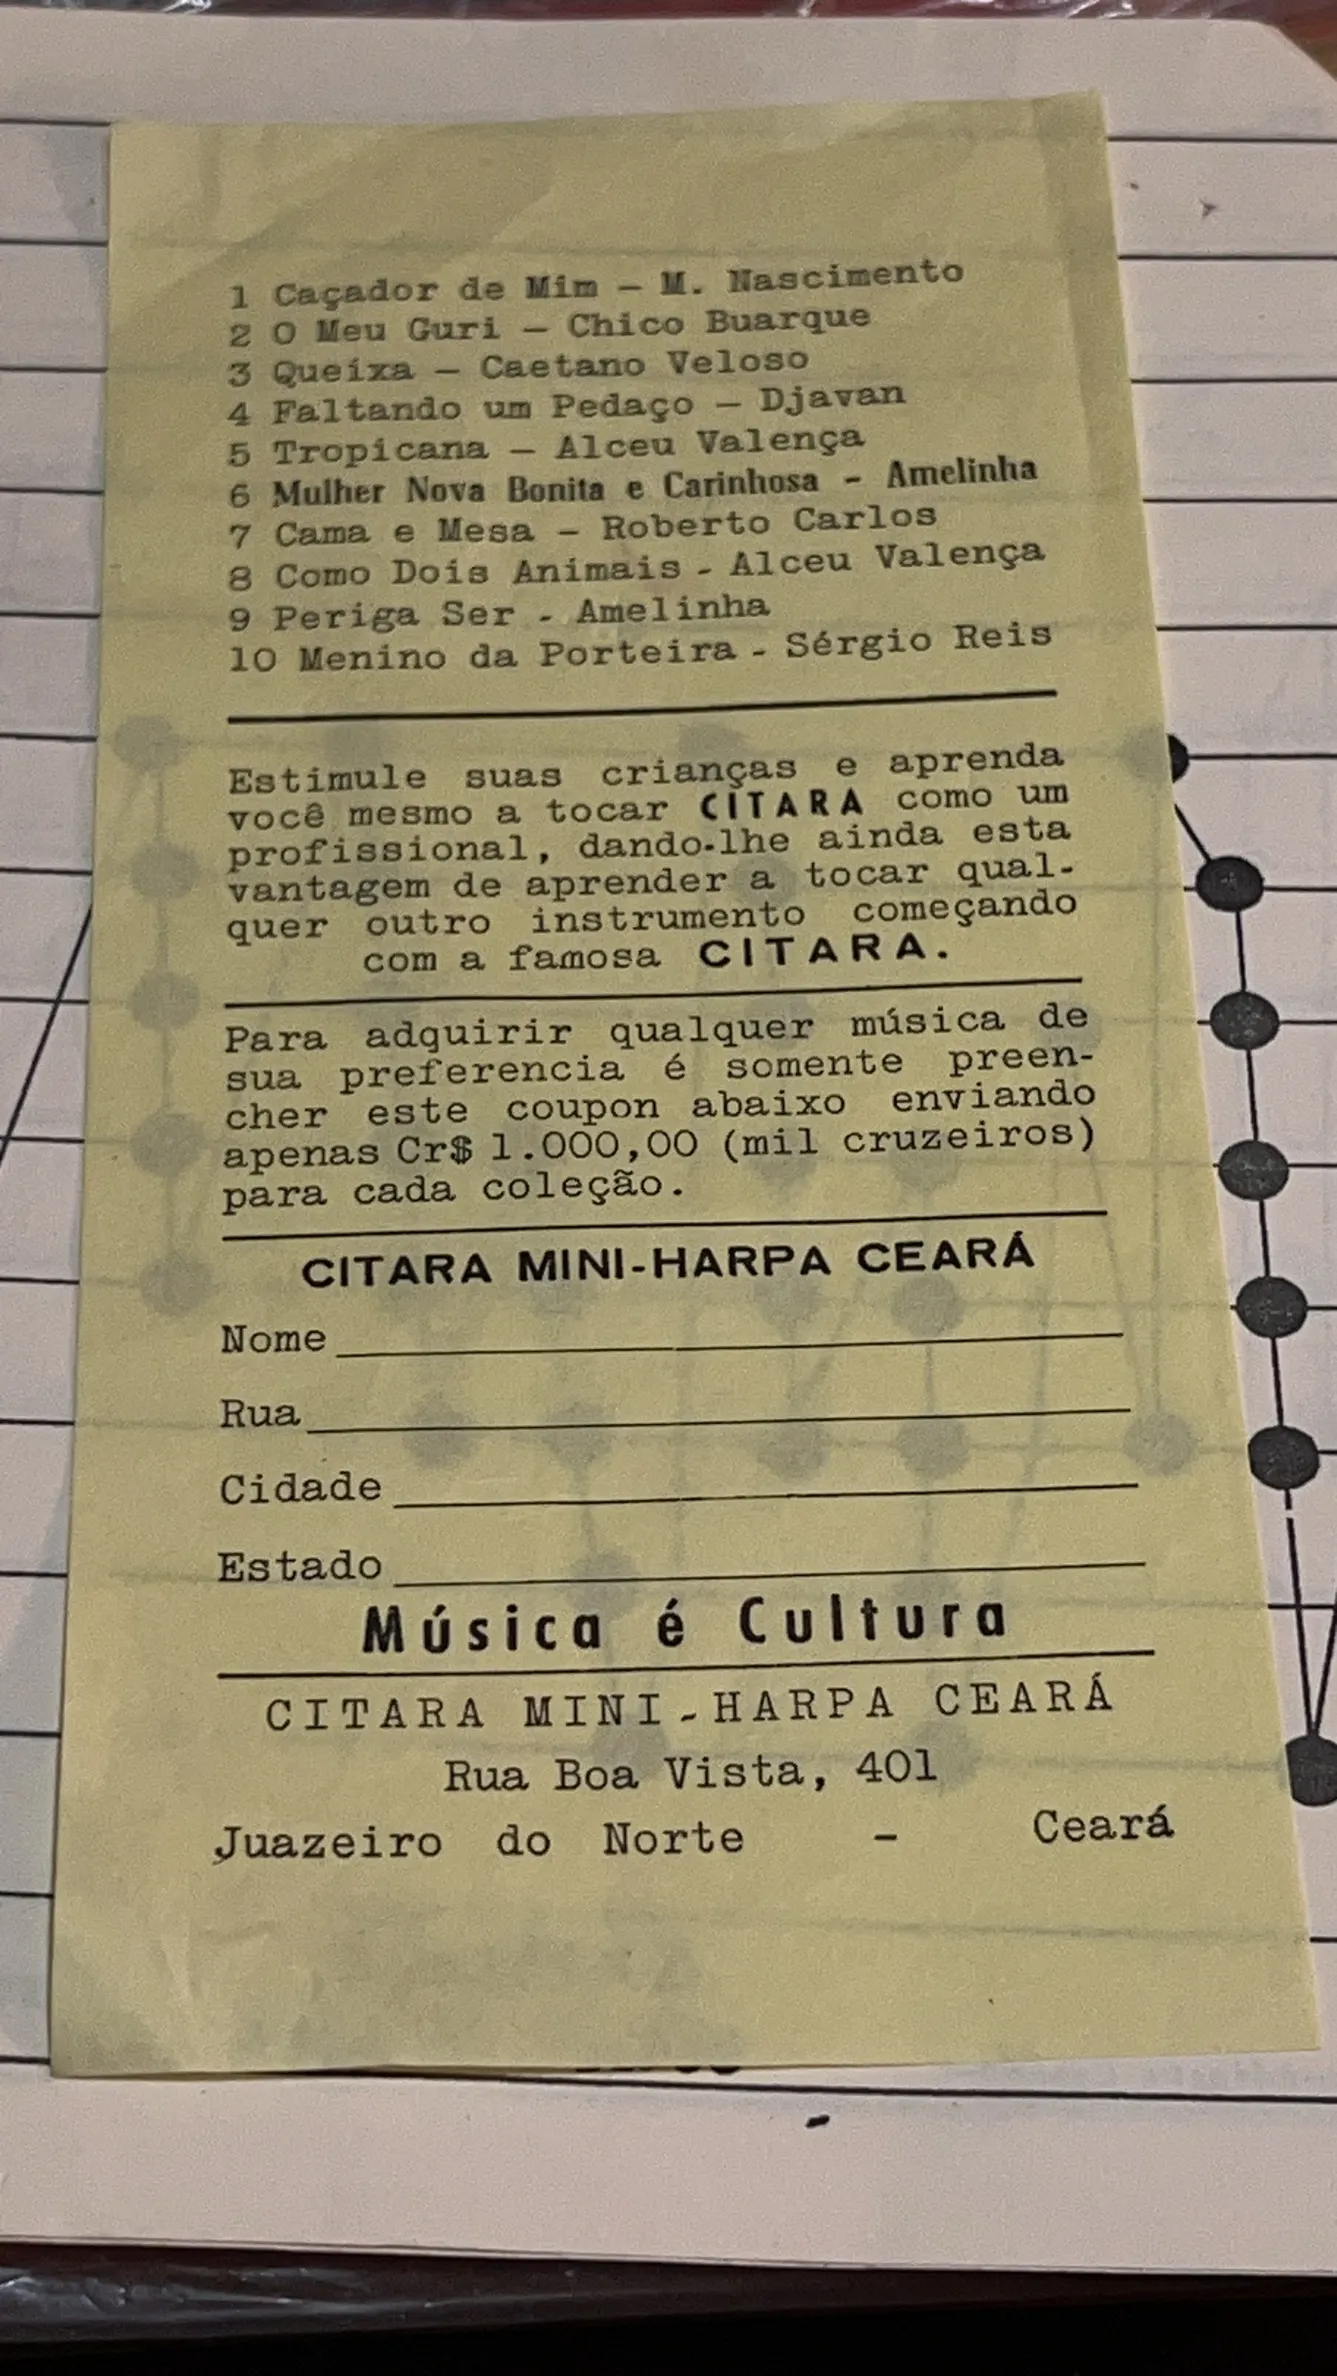 1 Caçador de Mim — M. Nascimento
2 O Meu Guri — Chico Buarque
3 Queixa — Caetano Veloso
4 Faltando um Pedaço — Djavan
5 Tropicana — Alceu Valença
6 Mulher Nova Bonita e Carinhosa - Amelinha
7 Cama e Mesa — Roberto Carlos
8 Como Dois Animais - Alceu Valença
9 Periga Ser - Amelinha
10 Menino da Porteira - Sérgio Reis
Estimule suas crianças e aprenda
você mesmo a tocar CITARA como um
profissional, dando-lhe ainda esta
vantagem de aprender a tocar qual-
quer outro instrumento começando
com a famosa CITARA.
Para adquirir qualquer música de
sua preferencia é somente preen-
cher este coupon abaixo enviando
apenas Cr$ 1.000,00 (mil cruzeiros)
para cada coleção.
CITARA MINI-HARPA CEARÁ
Nome
Rua
Cidade
Estado
Música é Cultura
CITARA MINI-HARPA CEARÁ
Rua Boa Vista, 401
Juazeiro do Norte - Ceará